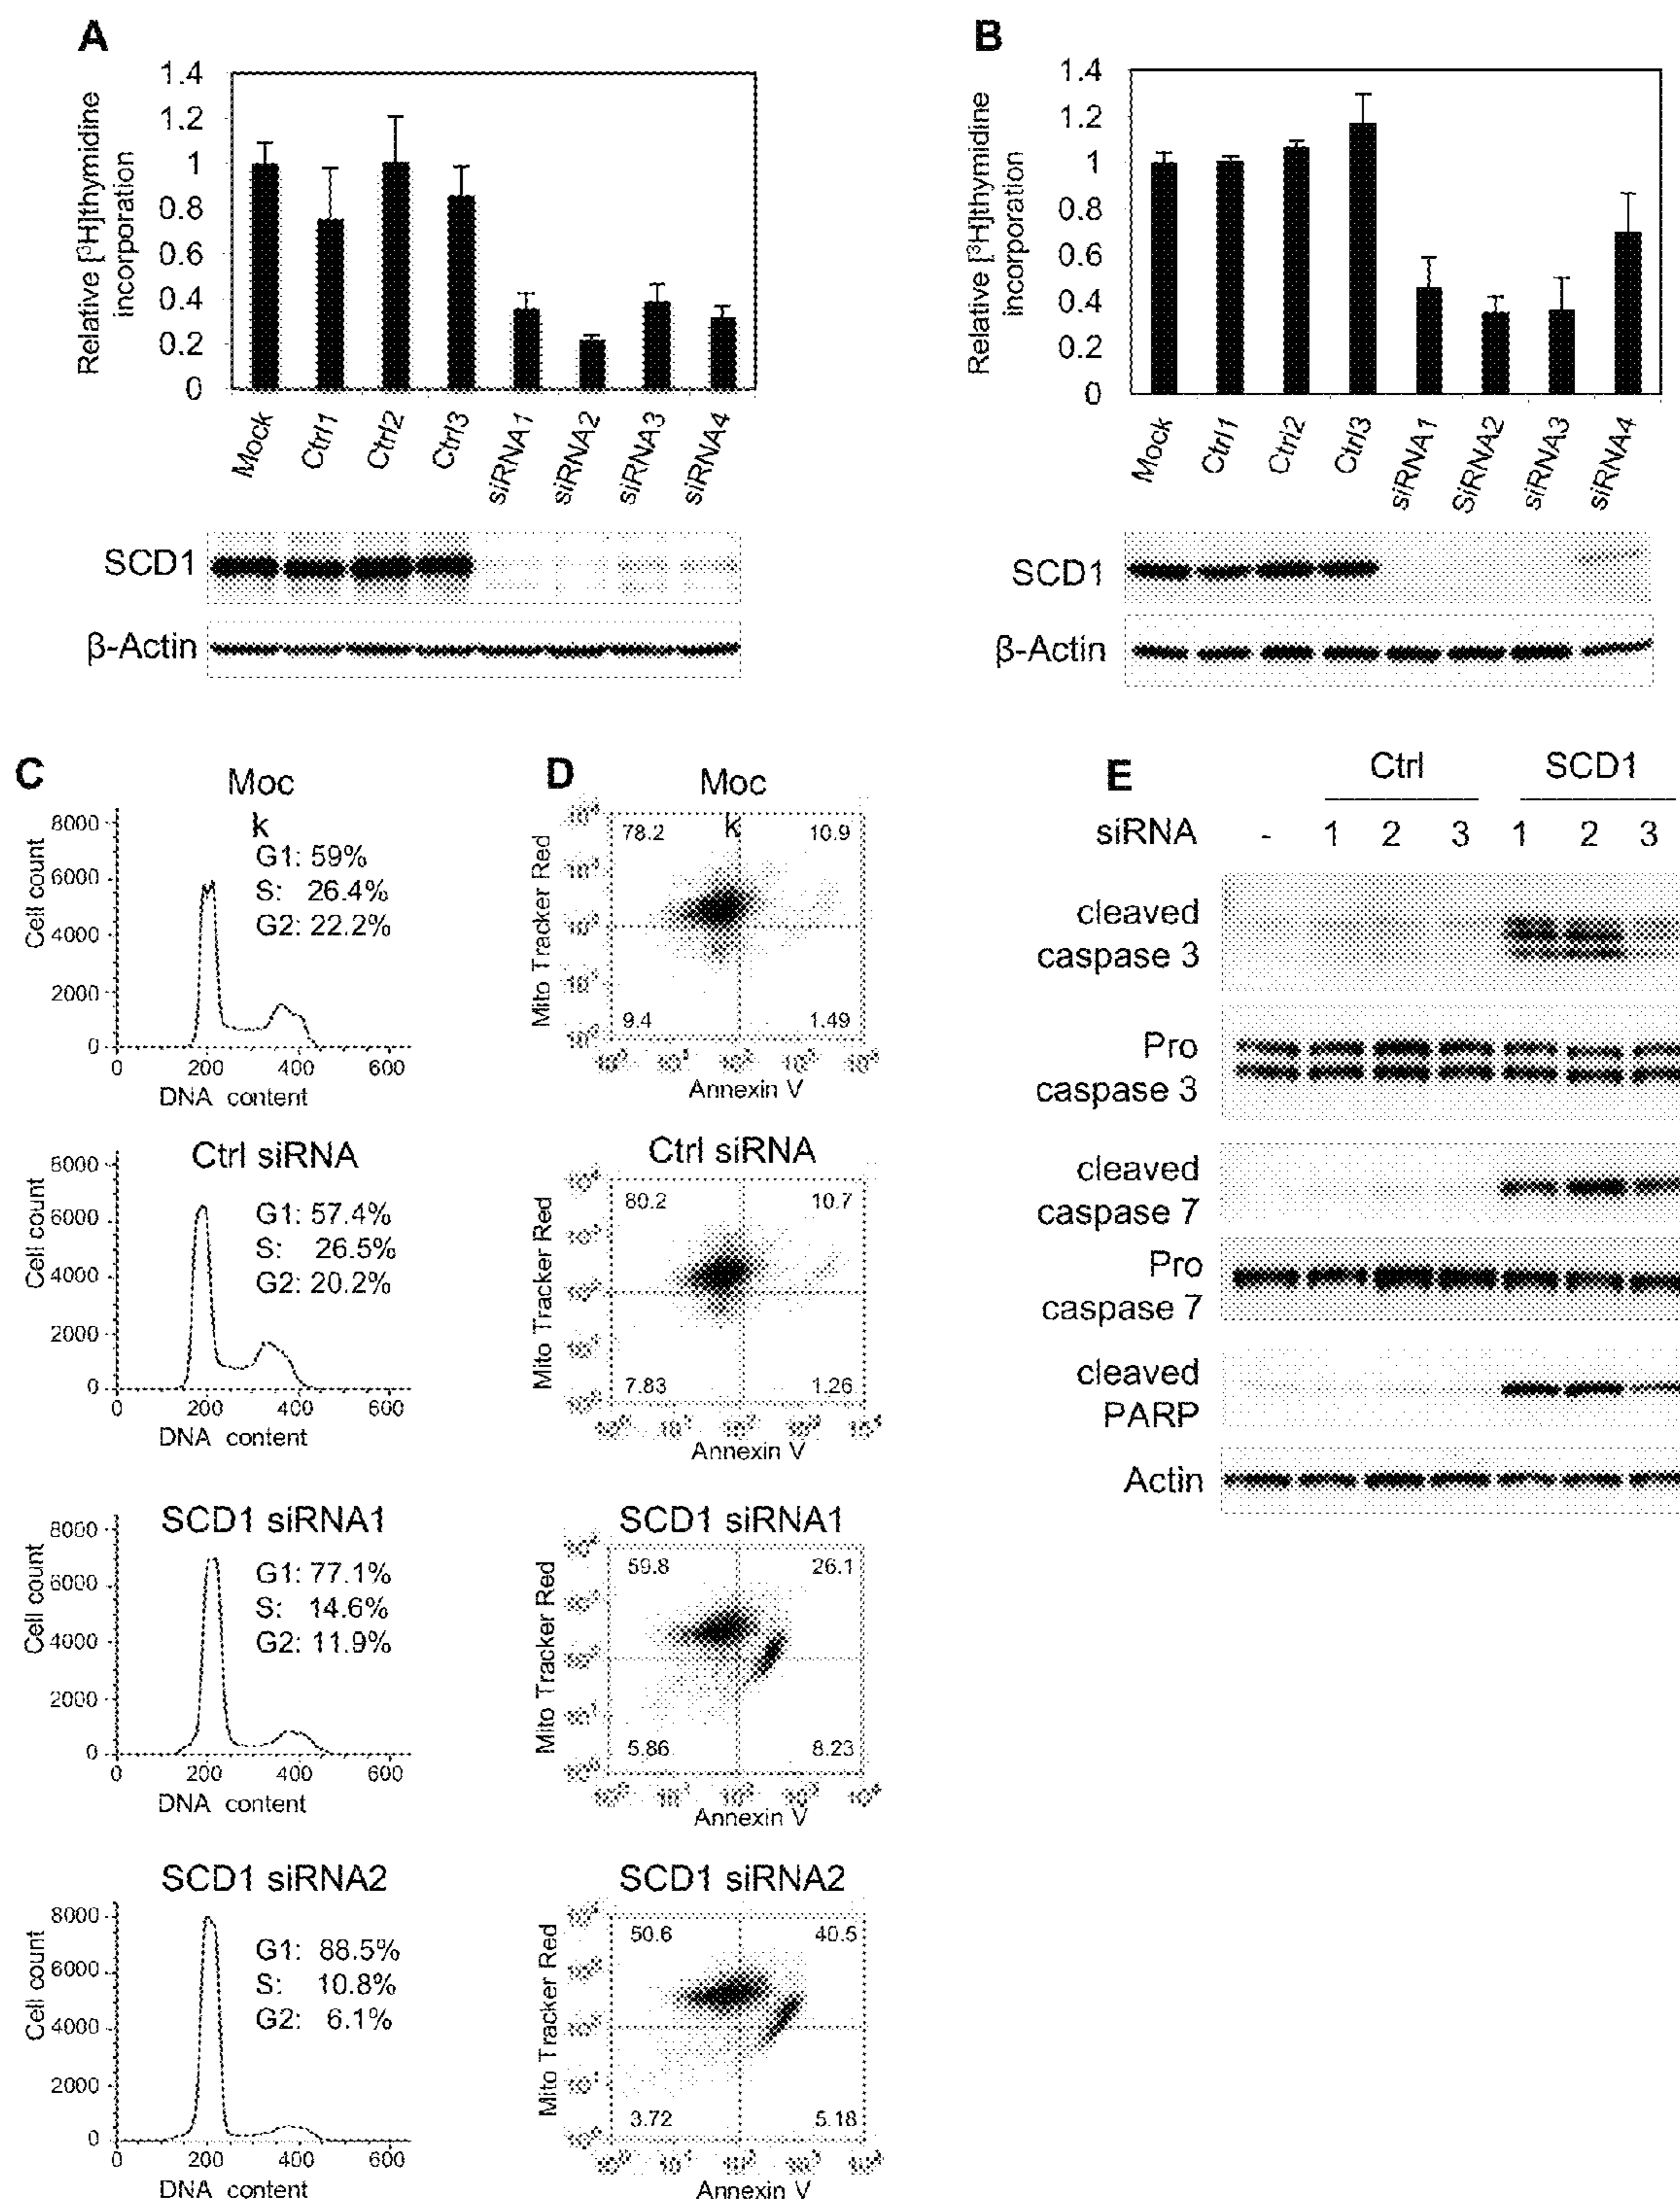 A
Relative [³H]thymidine
incorporation
1.4
1.2
1
0.8
0.6
0.4
0.2
0
Mock
Ctrl1
Ctrl2
Ctrl3
siRNA1
siRNA2
siRNA3
siRNA4
SCD1
β-Actin
B
Relative [³H]thymidine
incorporation
1.4
1.2
1
0.8
0.6
0.4
0.2
0
Mock
Ctrl1
Ctrl2
Ctrl3
siRNA1
SiRNA2
siRNA3
siRNA4
SCD1
β-Actin
C
Moc
k
G1: 59%
S: 26.4%
G2: 22.2%
Cell count
8000
6000
4000
2000
0
0 200 400 600
DNA content
Ctrl siRNA
G1: 57.4%
S: 26.5%
G2: 20.2%
Cell count
8000
6000
4000
2000
0
0 200 400 600
DNA content
SCD1 siRNA1
G1: 77.1%
S: 14.6%
G2: 11.9%
Cell count
8000
6000
4000
2000
0
0 200 400 600
DNA content
SCD1 siRNA2
G1: 88.5%
S: 10.8%
G2: 6.1%
Cell count
8000
6000
4000
2000
0
0 200 400 600
DNA content
D
Moc
k
78.2 10.9
9.4 1.49
Mito Tracker Red
Annexin V
Ctrl siRNA
80.2 10.7
7.83 1.26
Mito Tracker Red
Annexin V
SCD1 siRNA1
59.8 26.1
5.86 8.23
Mito Tracker Red
Annexin V
SCD1 siRNA2
50.6 40.5
3.72 5.18
Mito Tracker Red
Annexin V
E
Ctrl SCD1
siRNA - 1 2 3 1 2 3
cleaved
caspase 3
Pro
caspase 3
cleaved
caspase 7
Pro
caspase 7
cleaved
PARP
Actin